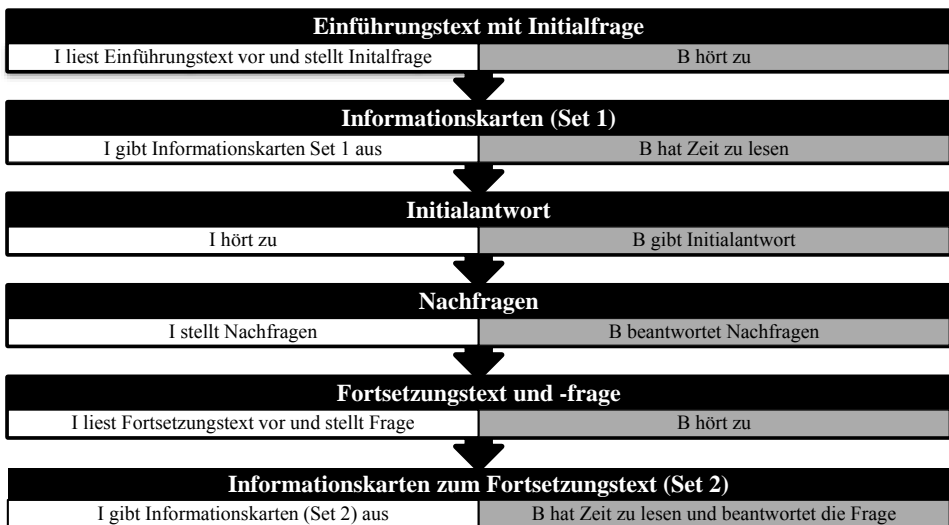 Einführungstext mit Initialfrage
I liest Einführungstext vor und stellt Initalfrage B hört zu
Informationskarten (Set 1)
I gibt Informationskarten Set 1 aus B hat Zeit zu lesen
Initialantwort
I hört zu B gibt Initialantwort
Nachfragen
I stellt Nachfragen B beantwortet Nachfragen
Fortsetzungstext und -frage
I liest Fortsetzungstext vor und stellt Frage B hört zu
Informationskarten zum Fortsetzungstext (Set 2)
I gibt Informationskarten (Set 2) aus B hat Zeit zu lesen und beantwortet die Frage